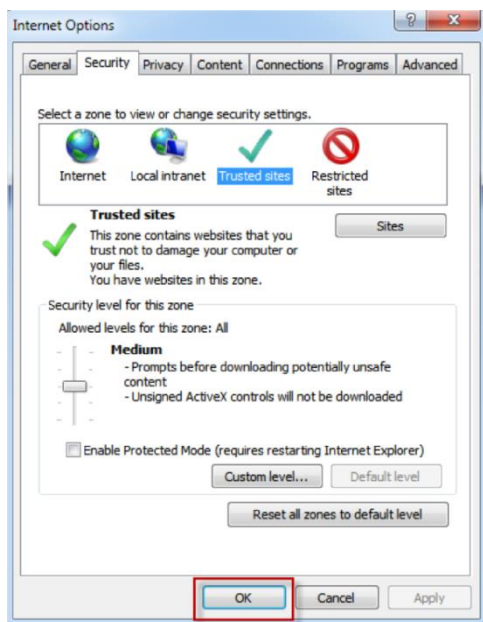 Internet Options
General Security Privacy Content Connections Programs Advanced
Select a zone to view or change security settings.
Internet Local intranet Trusted sites Restricted
sites
Trusted sites
Sites
This zone contains websites that you
trust not to damage your computer or
your files.
You have websites in this zone.
Security level for this zone
Allowed levels for this zone: All
Medium
- Prompts before downloading potentially unsafe
content
- Unsigned ActiveX controls will not be downloaded
Enable Protected Mode (requires restarting Internet Explorer)
Custom level... Default level
Reset all zones to default level
OK Cancel Apply